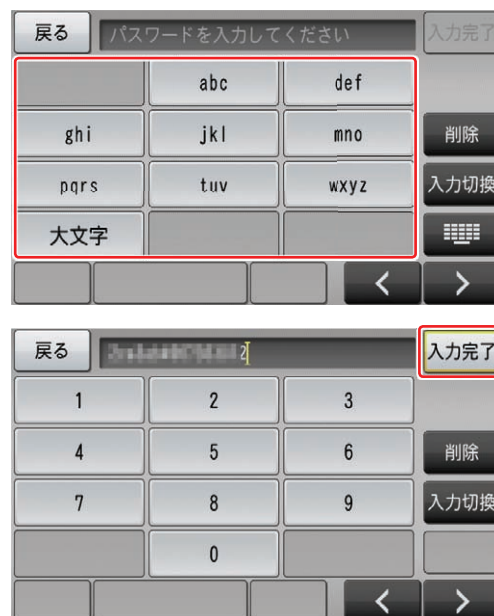 戻る パスワードを入力してください 入力完了
abc def
ghi jkl mno 削除
pqrs tuv wxyz 入力切換
大文字
< >
戻る 2 入力完了
1 2 3
4 5 6 削除
7 8 9 入力切換
0
< >